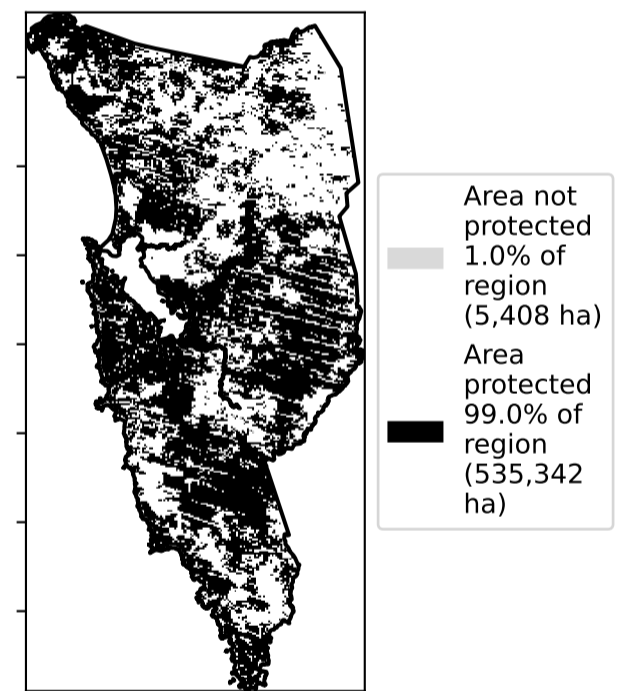 Area not
protected
1.0% of
region
(5,408 ha)
Area
protected
99.0% of
region
(535,342
ha)